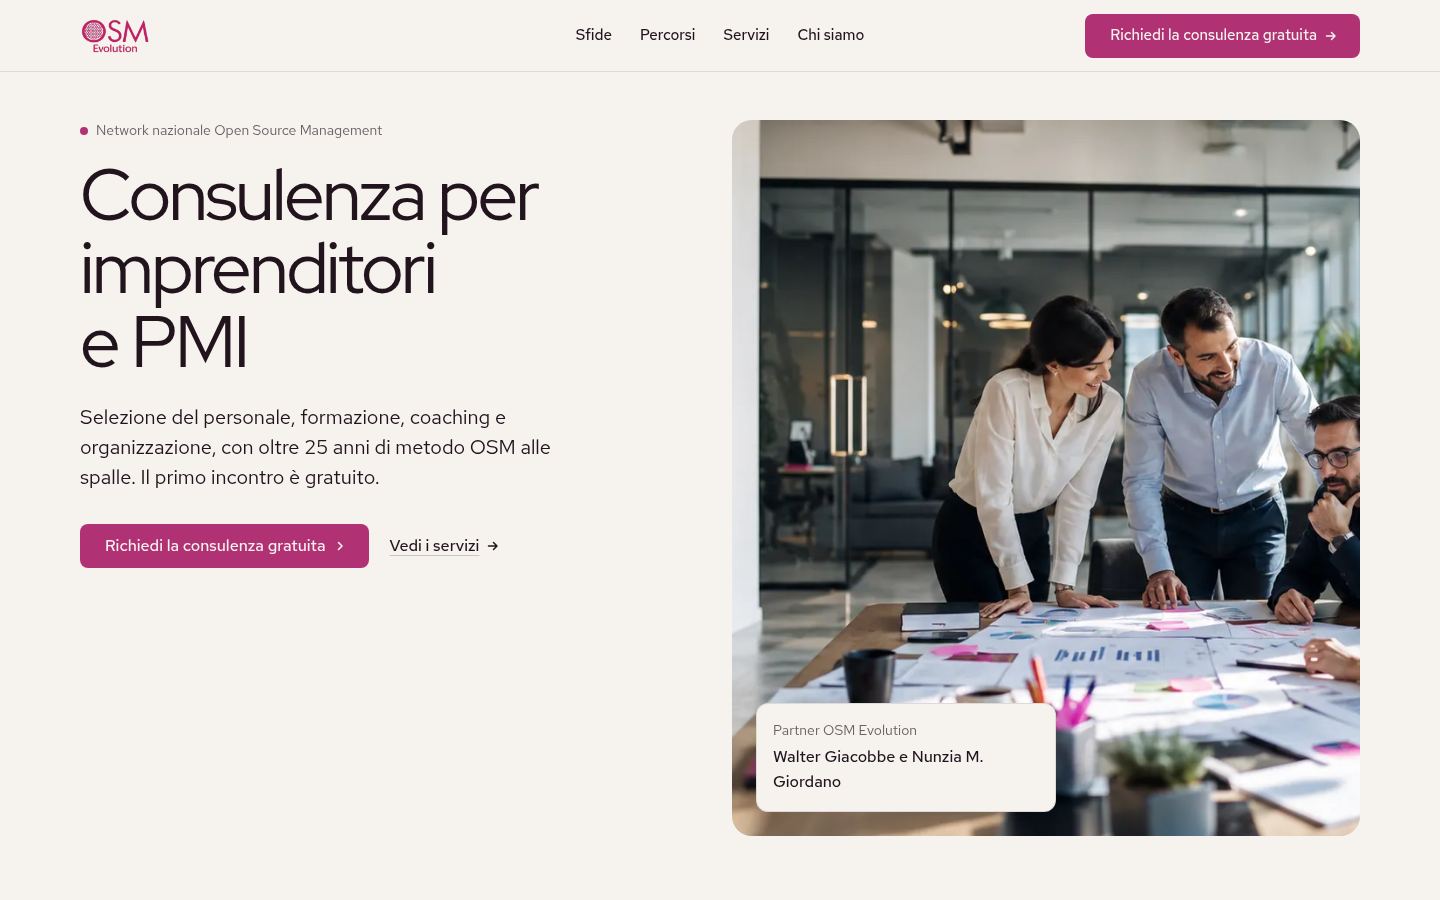 OSM
Evolution
Sfide
Percorsi
Servizi
Chi siamo
Richiedi la consulenza gratuita →
Network nazionale Open Source Management
Consulenza per
imprenditori
e PMI
Selezione del personale, formazione, coaching e
organizzazione, con oltre 25 anni di metodo OSM alle
spalle. Il primo incontro è gratuito.
Richiedi la consulenza gratuita ›
Vedi i servizi →
Partner OSM Evolution
Walter Giacobbe e Nunzia M.
Giordano